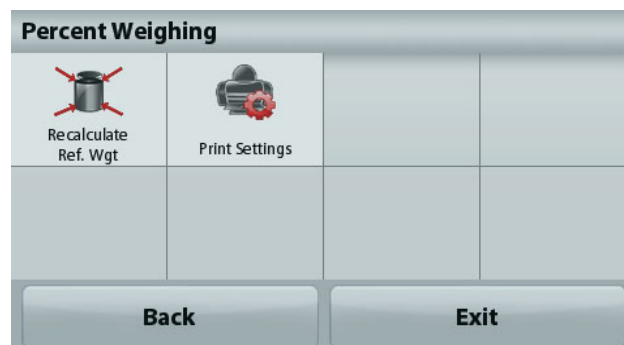 Percent Weighing
Recalculate
Ref. Wgt
Print Settings
Back
Exit